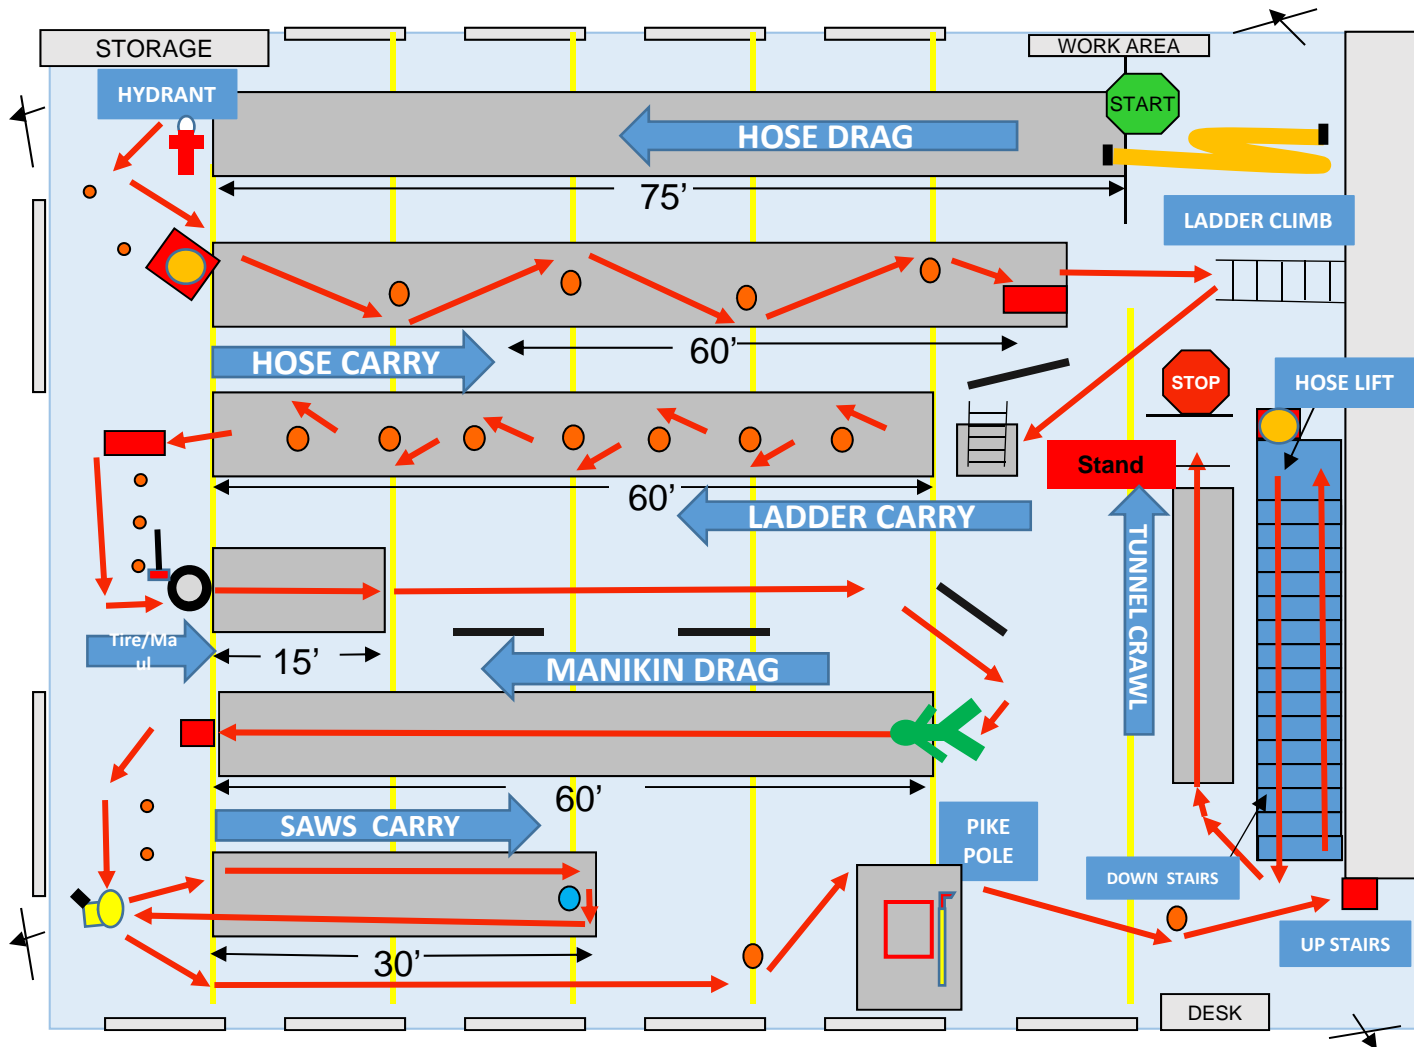 STORAGE
WORK AREA
HYDRANT
START
HOSE DRAG
75’
LADDER CLIMB
60’
HOSE CARRY
STOP
HOSE LIFT
Stand
60’
LADDER CARRY
TUNNEL CRAWL
Tire/Ma
ul
15’
MANIKIN DRAG
60’
SAWS CARRY
PIKE
POLE
DOWN STAIRS
30’
UP STAIRS
DESK